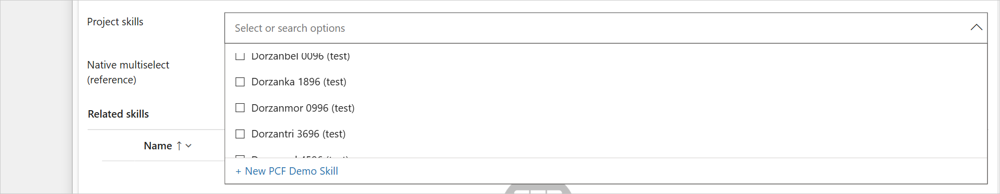 Project skills
Select or search options
Dorzanbel 0096 (test)
Native multiselect
(reference)
Dorzanka 1896 (test)
Dorzanmor 0996 (test)
Related skills
Dorzantri 3696 (test)
Name
+ New PCF Demo Skill